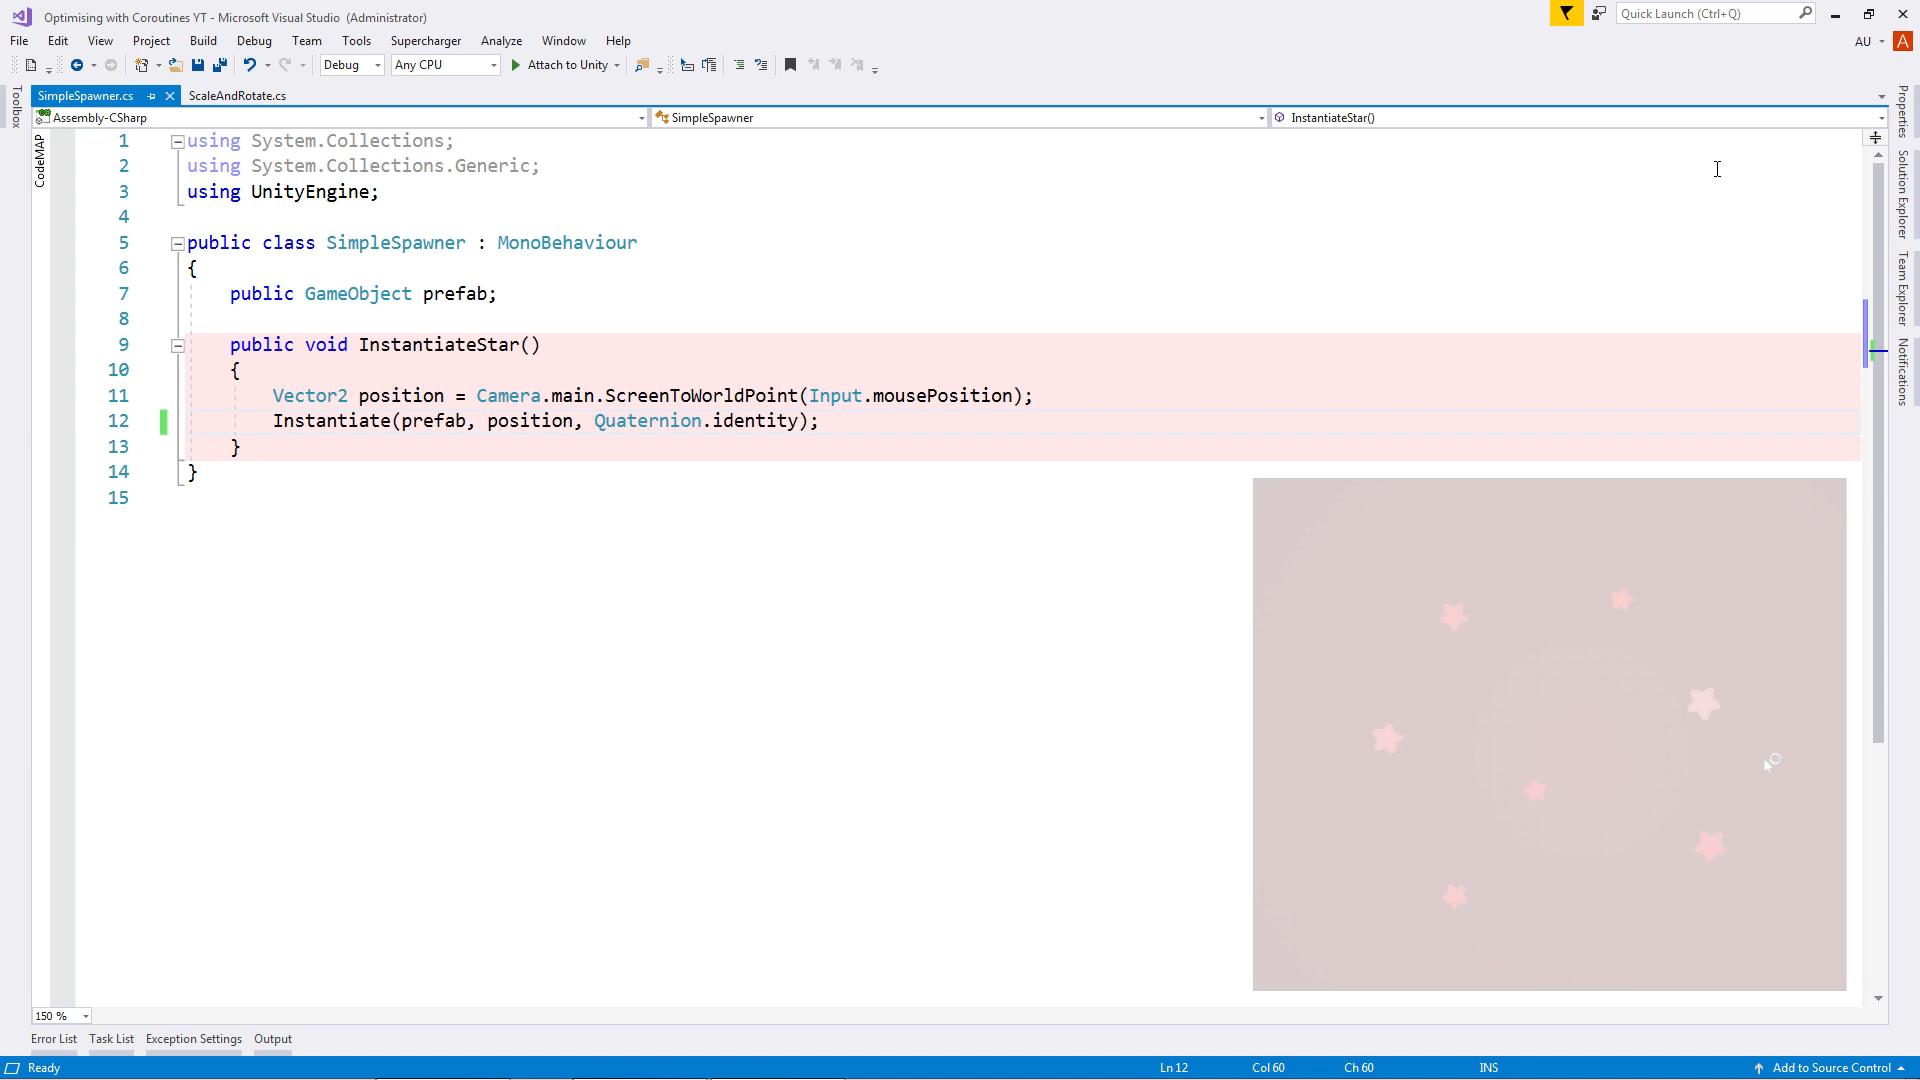 Optimising with Coroutines YT - Microsoft Visual Studio (Administrator)
Quick Launch (Ctrl+Q)
File Edit View Project Build Debug Team Tools Supercharger Analyze Window Help
AU A
Debug Any CPU Attach to Unity
Toolbox
SimpleSpawner.cs ScaleAndRotate.cs
Assembly-CSharp SimpleSpawner InstantiateStar()
CodeMAP
1 using System.Collections;
2 using System.Collections.Generic;
3 using UnityEngine;
4
5 public class SimpleSpawner : MonoBehaviour
6 {
7 public GameObject prefab;
8
9 public void InstantiateStar()
10 {
11 Vector2 position = Camera.main.ScreenToWorldPoint(Input.mousePosition);
12 Instantiate(prefab, position, Quaternion.identity);
13 }
14 }
15
Properties
Solution Explorer
Team Explorer
Notifications
150 %
Error List Task List Exception Settings Output
Ready Ln 12 Col 60 Ch 60 INS Add to Source Control